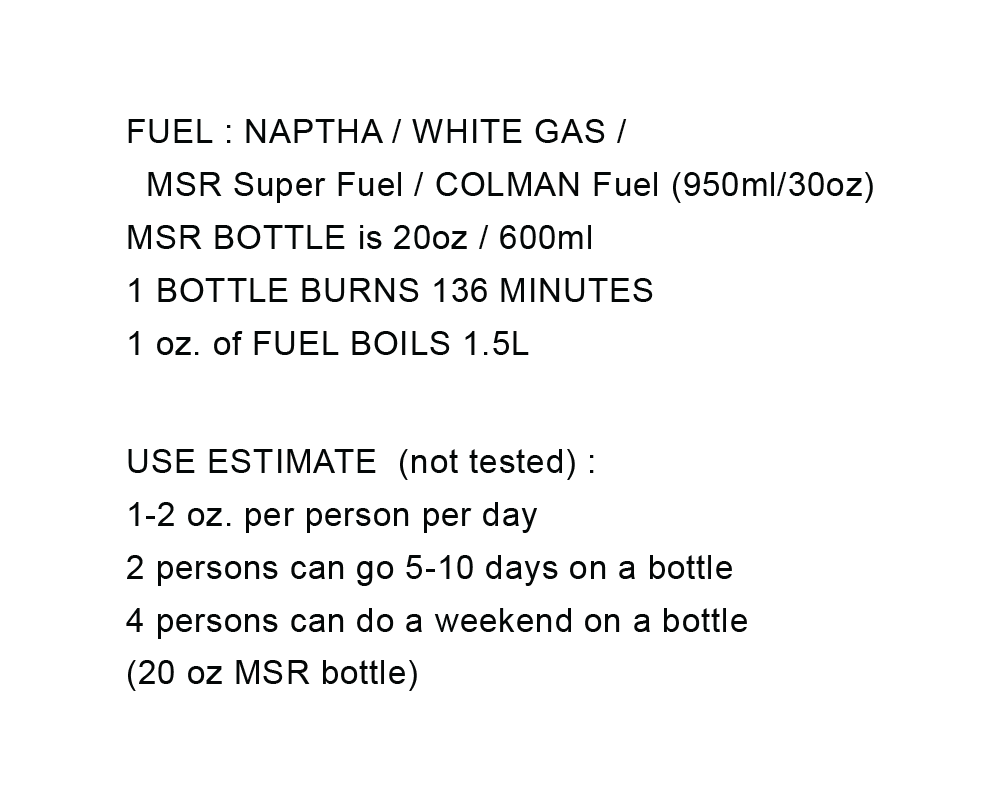 FUEL : NAPTHA / WHITE GAS /
MSR Super Fuel / COLMAN Fuel (950ml/30oz)
MSR BOTTLE is 20oz / 600ml
1 BOTTLE BURNS 136 MINUTES
1 oz. of FUEL BOILS 1.5L
USE ESTIMATE  (not tested) :
1-2 oz. per person per day
2 persons can go 5-10 days on a bottle
4 persons can do a weekend on a bottle
(20 oz MSR bottle)